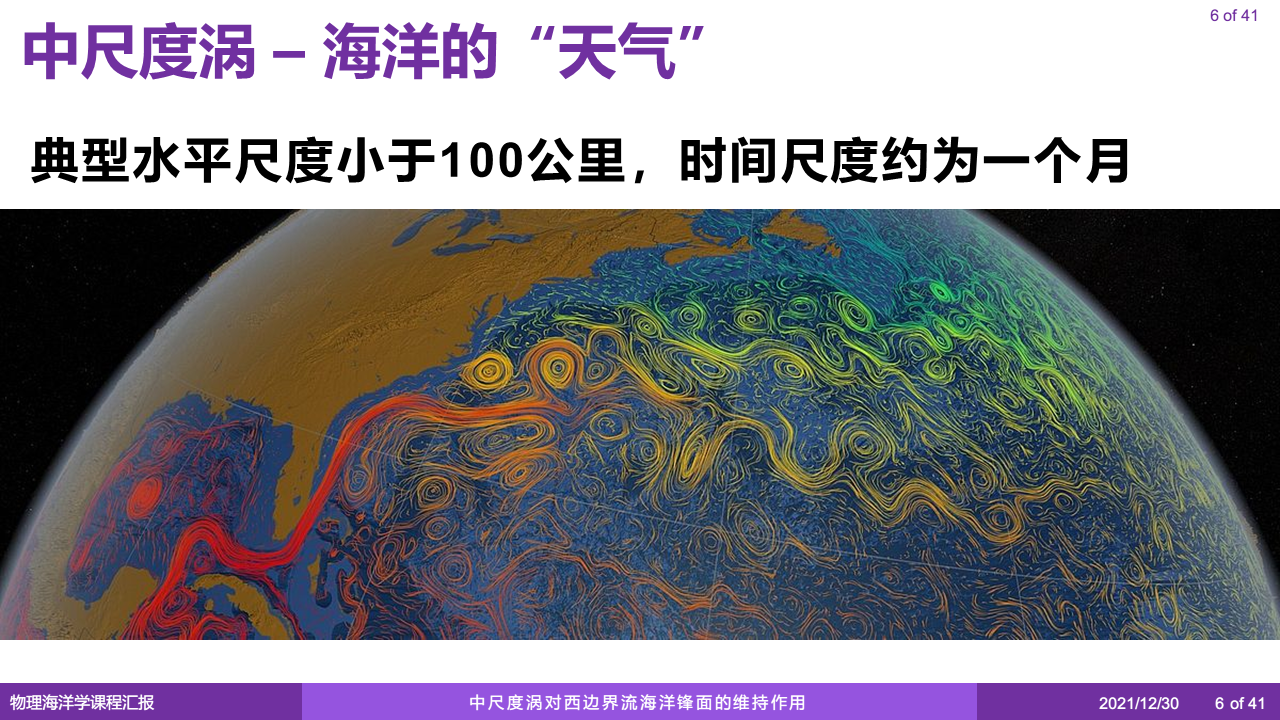 6 of 41
中尺度涡 – 海洋的“天气”
典型水平尺度小于100公里，时间尺度约为一个月
物理海洋学课程汇报
中尺度涡对西边界流海洋锋面的维持作用
2021/12/30
6 of 41